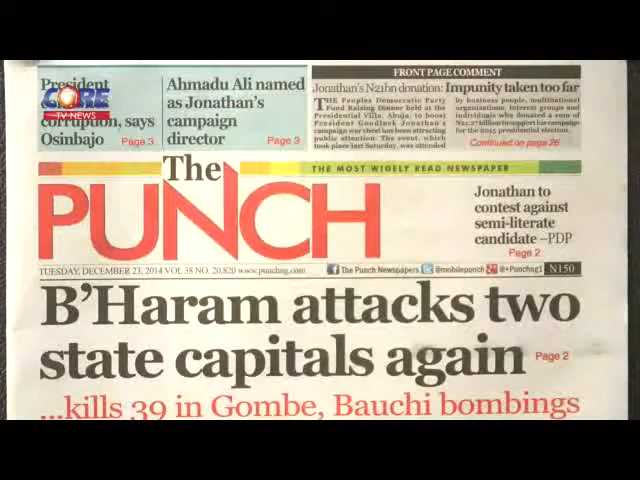 President
corruption, says
Osinbajo Page 3
CORE
TV NEWS
Ahmadu Ali named
as Jonathan's
campaign
director Page 3
FRONT PAGE COMMENT
Jonathan's N21bn donation: Impunity taken too far
THE Peoples Democratic Party
Fund Raising Dinner held at the
Presidential Villa, Abuja, to boost
President Goodluck Jonathan's
campaign war chest has been attracting
public attention. The event, which
took place last Saturday, was attended
by business people, multinational
organisations, interest groups and
individuals who donated a sum of
to support his campaign
for the 2015 presidential election.
Continued on page 26
The
PUNCH
THE MOST WIDELY READ NEWSPAPER
Jonathan to
contest against
semi-literate
candidate –PDP
Page 2
TUESDAY, DECEMBER 23, 2014 VOL 38 NO. 20,820 www.punchng.com
The Punch Newspapers @mobilepunch @+Punchng1 N150
B'Haram attacks two
state capitals again Page 2
...kills 39 in Gombe, Bauchi bombings